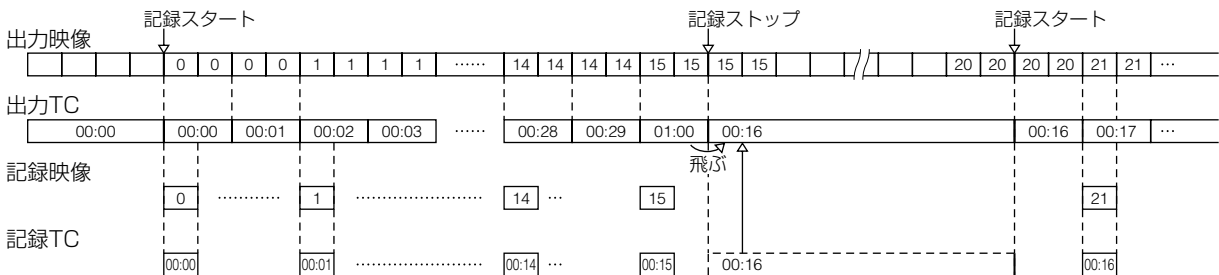 記録スタート 記録ストップ 記録スタート
出力映像
0 0 0 0 1 1 1 1 …… 14 14 14 14 15 15 15 15 20 20 20 20 21 21 …
出力TC
00:00 00:00 00:01 00:02 00:03 …… 00:28 00:29 01:00 00:16 00:16 00:17 …
飛ぶ
記録映像
0 ………… 1 …………………… 14 … 15 21
記録TC
00:00 00:01 …………………… 00:14 … 00:15 00:16 00:16